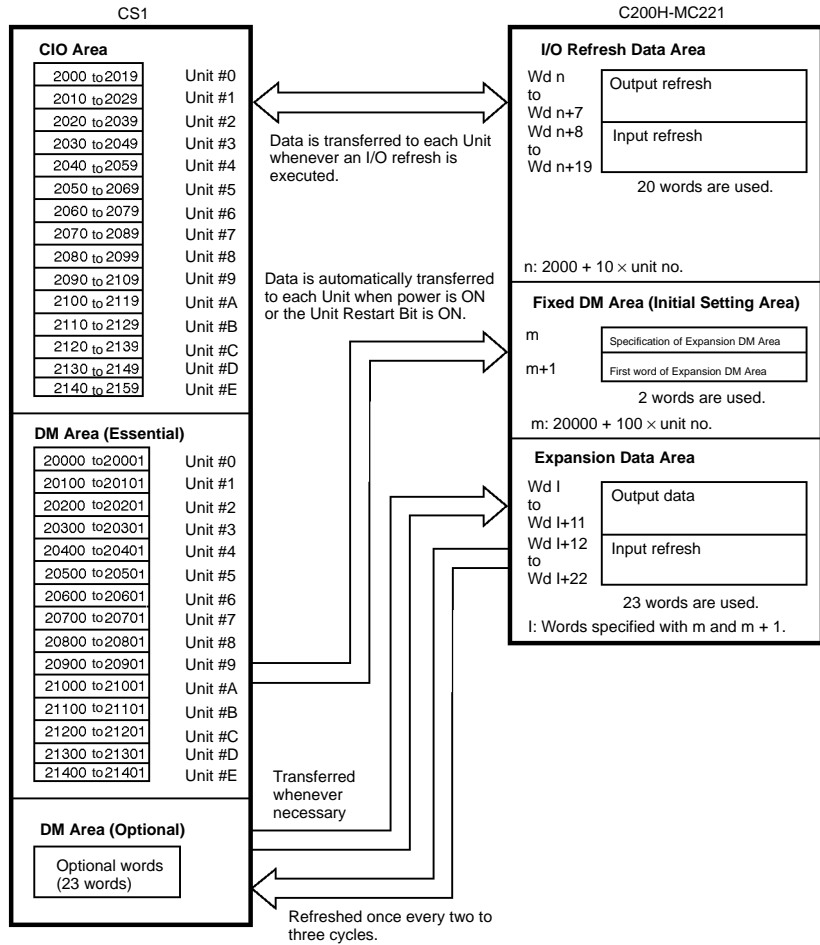 CS1
CIO Area
2000 to 2019 Unit #0
2010 to 2029 Unit #1
2020 to 2039 Unit #2
2030 to 2049 Unit #3
2040 to 2059 Unit #4
2050 to 2069 Unit #5
2060 to 2079 Unit #6
2070 to 2089 Unit #7
2080 to 2099 Unit #8
2090 to 2109 Unit #9
2100 to 2119 Unit #A
2110 to 2129 Unit #B
2120 to 2139 Unit #C
2130 to 2149 Unit #D
2140 to 2159 Unit #E
DM Area (Essential)
20000 to 20001 Unit #0
20100 to 20101 Unit #1
20200 to 20201 Unit #2
20300 to 20301 Unit #3
20400 to 20401 Unit #4
20500 to 20501 Unit #5
20600 to 20601 Unit #6
20700 to 20701 Unit #7
20800 to 20801 Unit #8
20900 to 20901 Unit #9
21000 to 21001 Unit #A
21100 to 21101 Unit #B
21200 to 21201 Unit #C
21300 to 21301 Unit #D
21400 to 21401 Unit #E
DM Area (Optional)
Optional words
(23 words)
Data is transferred to each Unit
whenever an I/O refresh is
executed.
Data is automatically transferred
to each Unit when power is ON
or the Unit Restart Bit is ON.
Transferred
whenever
necessary
Refreshed once every two to
three cycles.
C200H-MC221
I/O Refresh Data Area
Wd n
to
Wd n+7
Output refresh
Wd n+8
to
Wd n+19
Input refresh
20 words are used.
n: 2000 + 10 × unit no.
Fixed DM Area (Initial Setting Area)
m Specification of Expansion DM Area
m+1 First word of Expansion DM Area
2 words are used.
m: 20000 + 100 × unit no.
Expansion Data Area
Wd l
to
Wd l+11
Output data
Wd l+12
to
Wd l+22
Input refresh
23 words are used.
l: Words specified with m and m + 1.